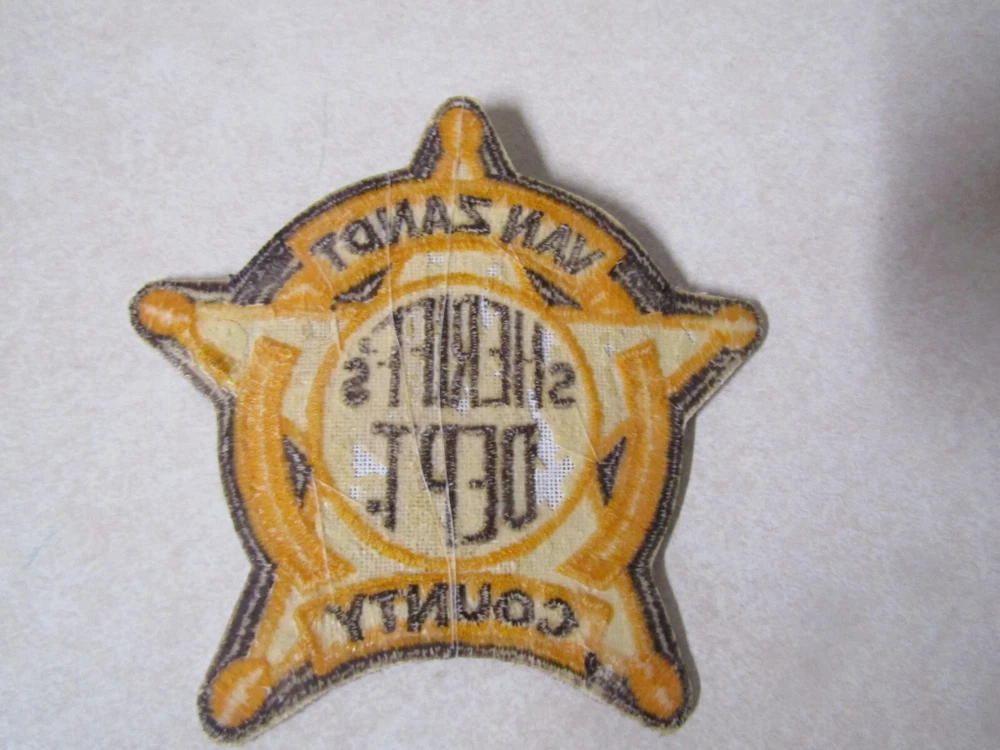 VAN ZANDT
SHERIFF'S
DEPT.
COUNTY